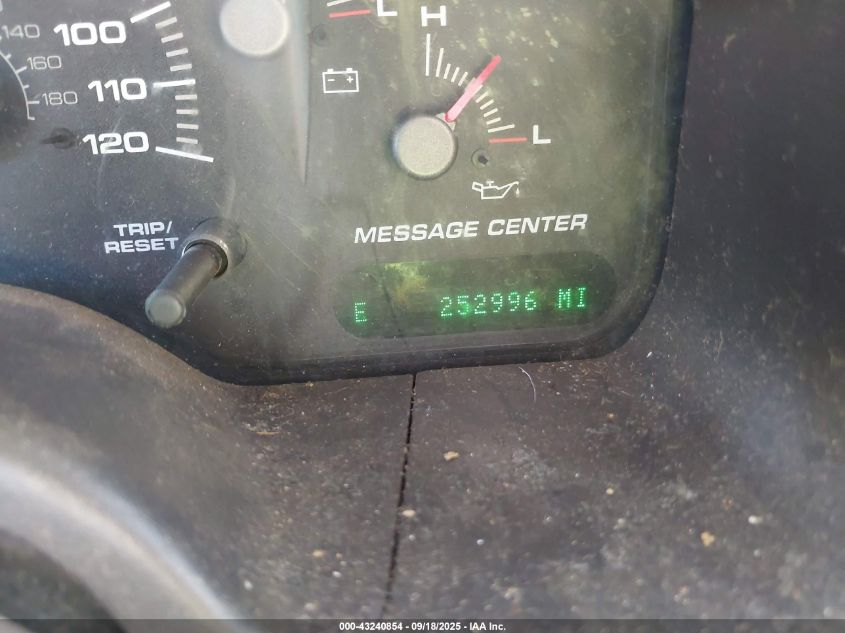 140
160
180
100
110
120
L
H
- +
L
TRIP/
RESET
MESSAGE CENTER
E 252996 MI
000-43240854 - 09/18/2025 - IAA Inc.